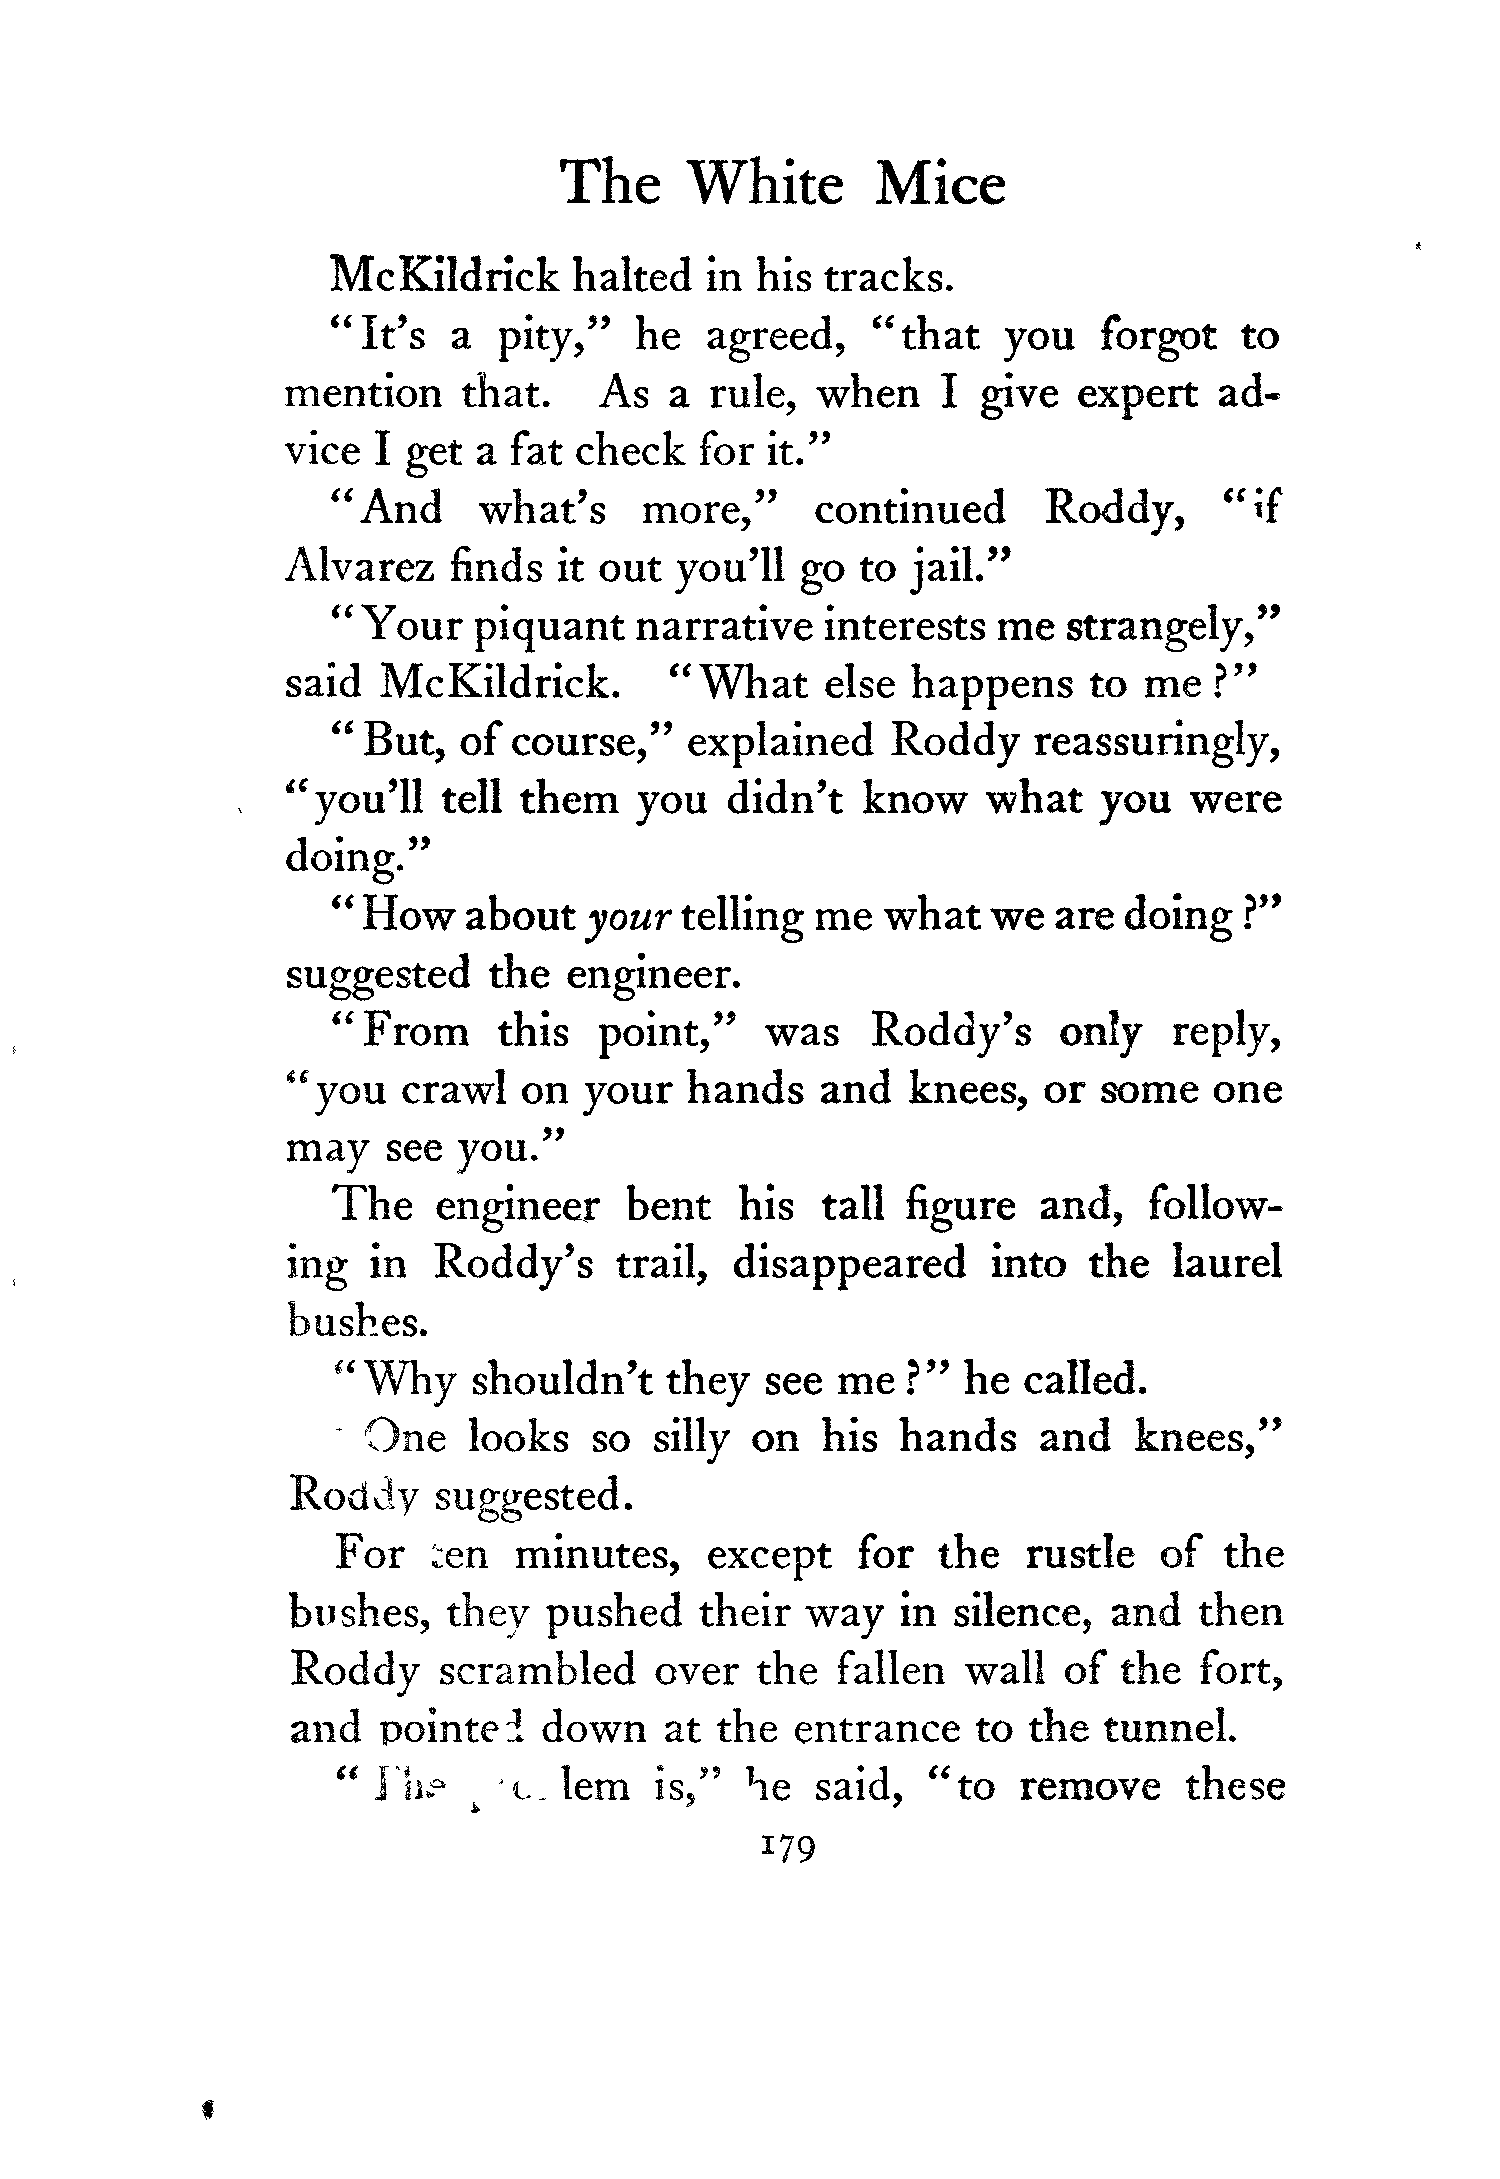 The White Mice
McKildrick halted in his tracks.
"It's a pity," he agreed, "that you forgot to
mention that. As a rule, when I give expert ad-
vice I get a fat check for it."
"And what's more," continued Roddy, "if
Alvarez finds it out you'll go to jail."
"Your piquant narrative interests me strangely,"
said McKildrick. "What else happens to me?"
"But, of course," explained Roddy reassuringly,
"you'll tell them you didn't know what you were
doing."
"How about your telling me what we are doing?"
suggested the engineer.
"From this point," was Roddy's only reply,
"you crawl on your hands and knees, or some one
may see you."
The engineer bent his tall figure and, follow-
ing in Roddy's trail, disappeared into the laurel
bushes.
"Why shouldn't they see me?" he called.
One looks so silly on his hands and knees,"
Roddy suggested.
For ten minutes, except for the rustle of the
bushes, they pushed their way in silence, and then
Roddy scrambled over the fallen wall of the fort,
and pointed down at the entrance to the tunnel.
"The lem is," he said, "to remove these
179